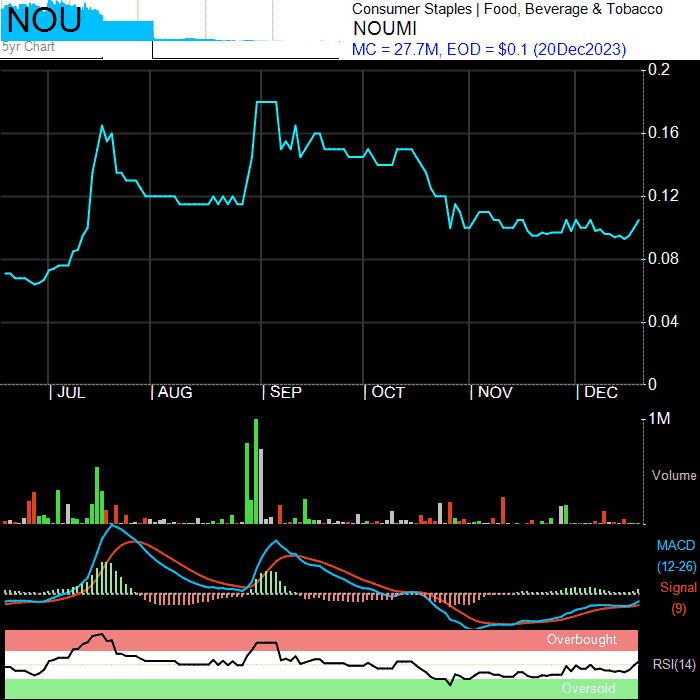 NOU
5yr Chart
Consumer Staples | Food, Beverage & Tobacco
NOUMI
MC = 27.7M, EOD = $0.1 (20Dec2023)
0.2
0.16
0.12
0.08
0.04
0
| JUL | AUG | SEP | OCT | NOV | DEC
1M
Volume
MACD
(12-26)
Signal
(9)
Overbought
RSI(14)
Oversold